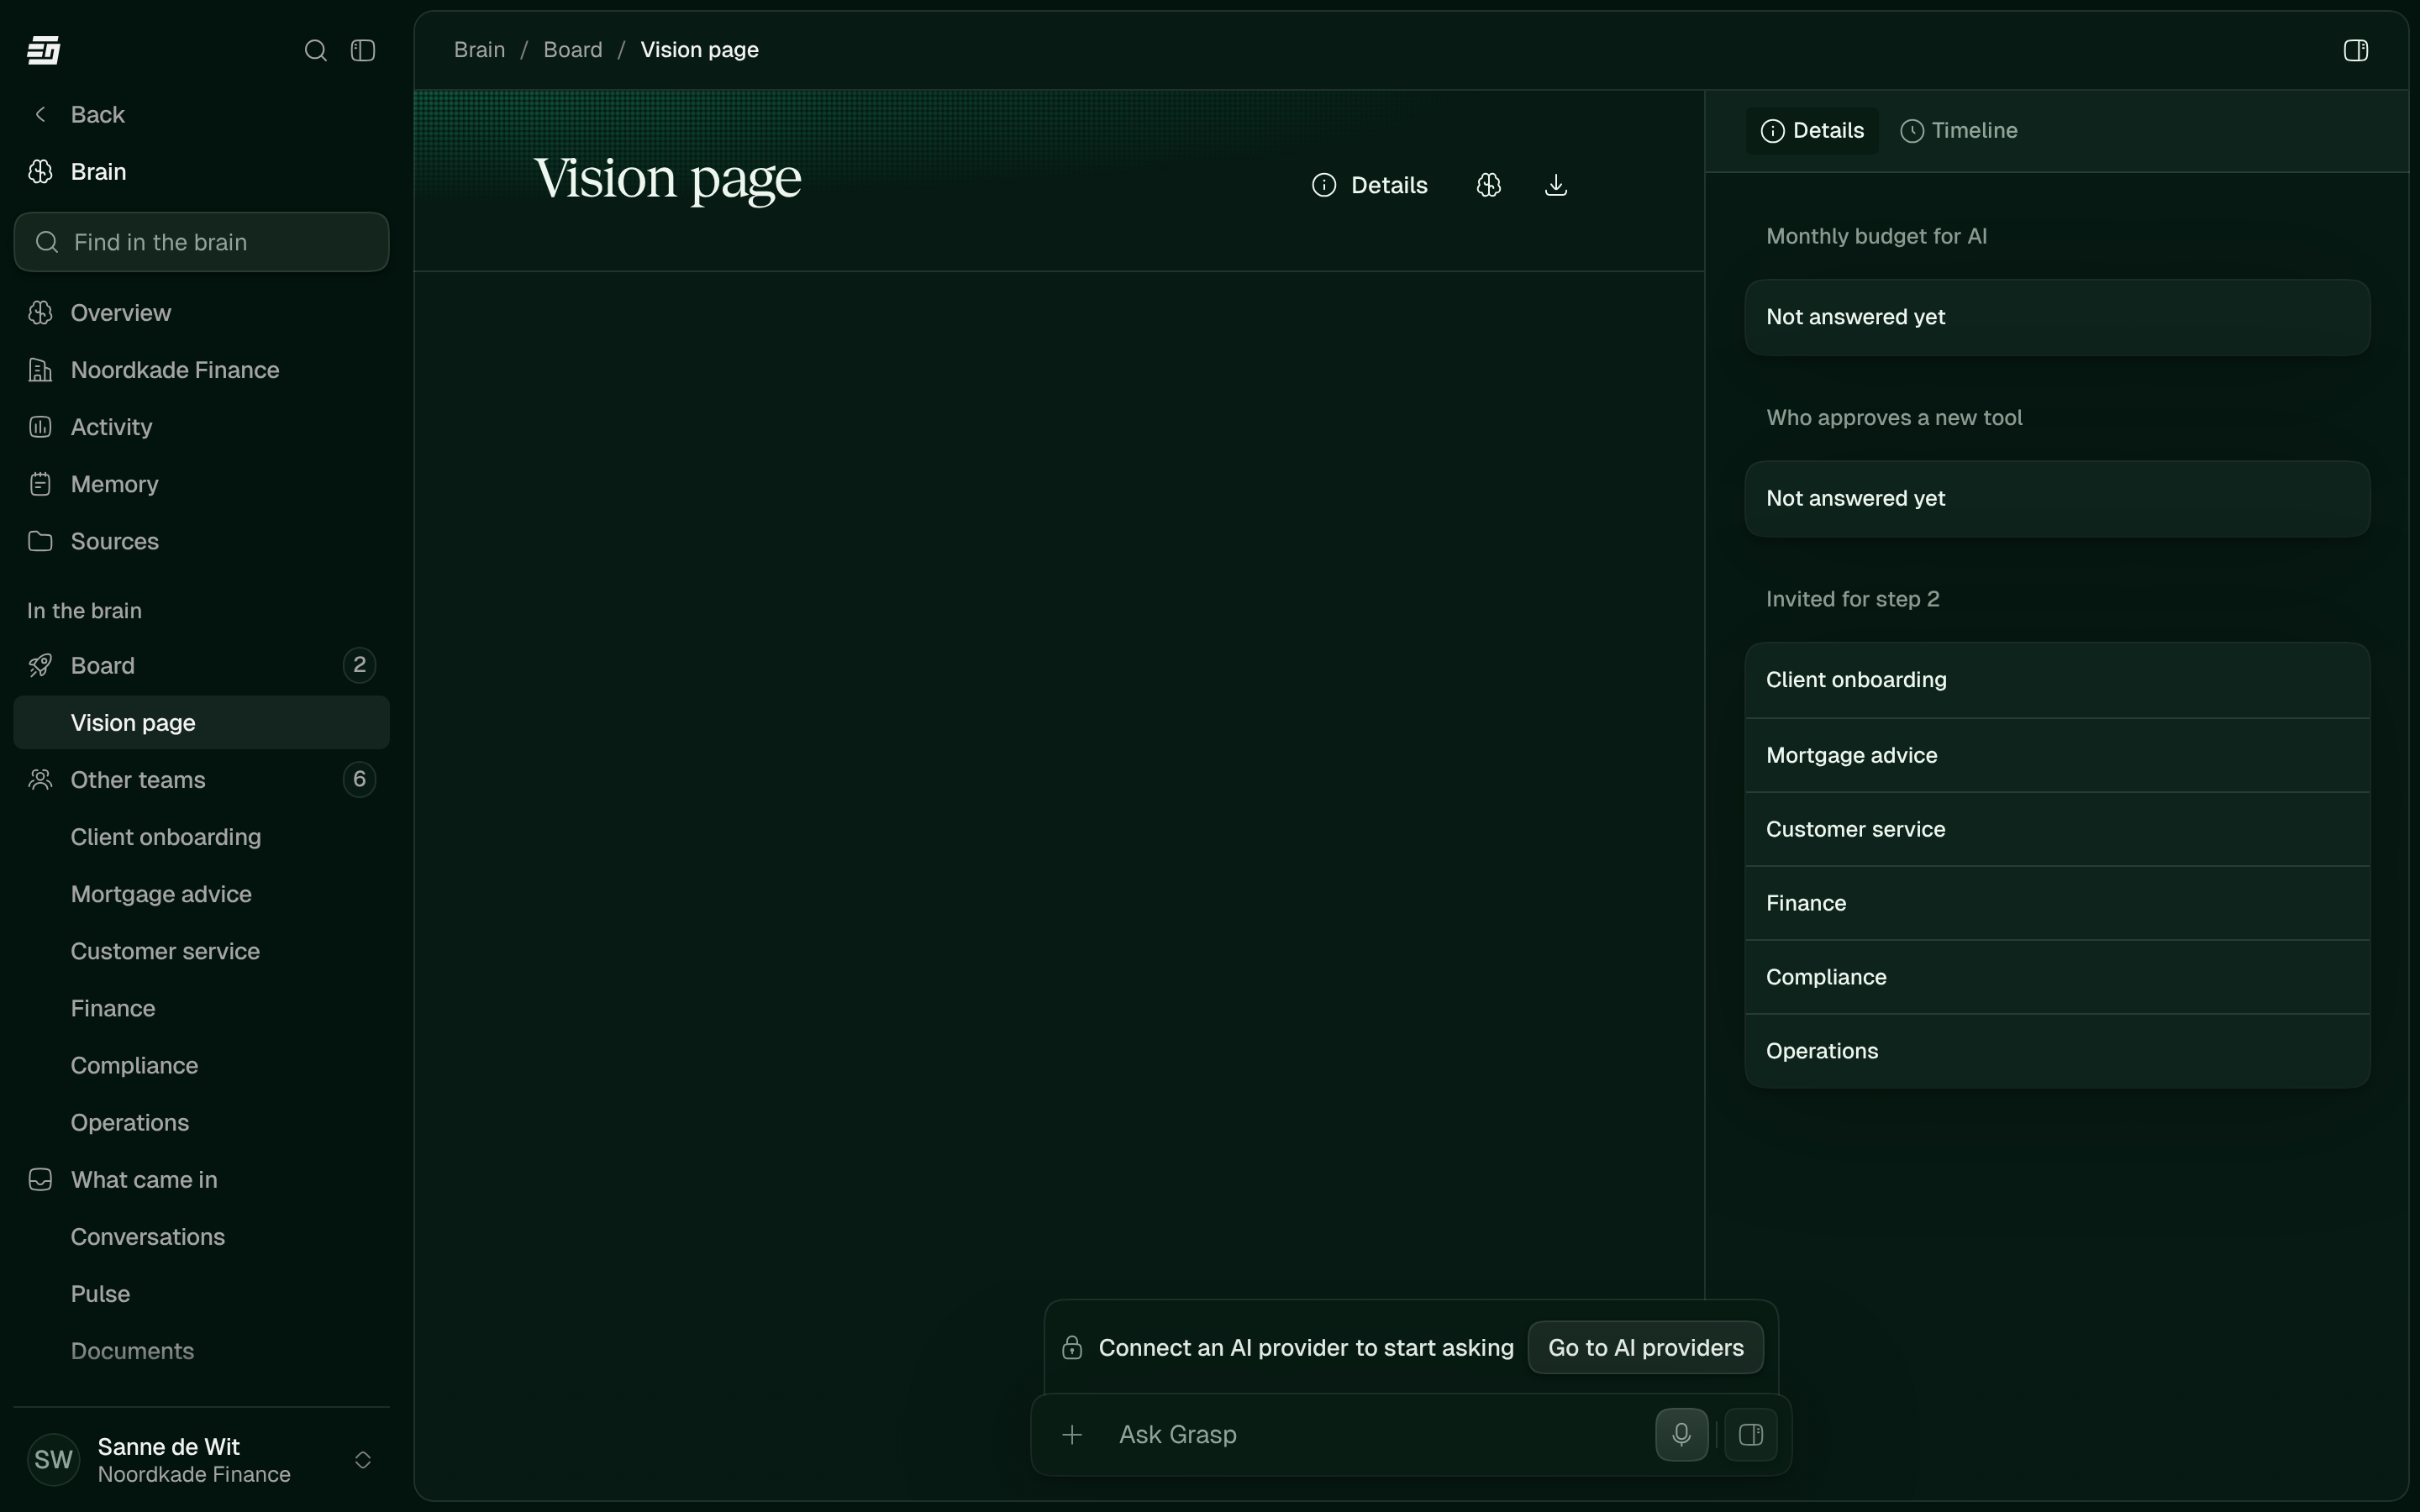 Back
Brain
Find in the brain
Overview
Noordkade Finance
Activity
Memory
Sources
In the brain
Board 2
Vision page
Other teams 6
Client onboarding
Mortgage advice
Customer service
Finance
Compliance
Operations
What came in
Conversations
Pulse
Documents
SW
Sanne de Wit
Noordkade Finance
Brain / Board / Vision page
Vision page
Details
Details
Timeline
Monthly budget for AI
Not answered yet
Who approves a new tool
Not answered yet
Invited for step 2
Client onboarding
Mortgage advice
Customer service
Finance
Compliance
Operations
Connect an AI provider to start asking
Go to AI providers
Ask Grasp